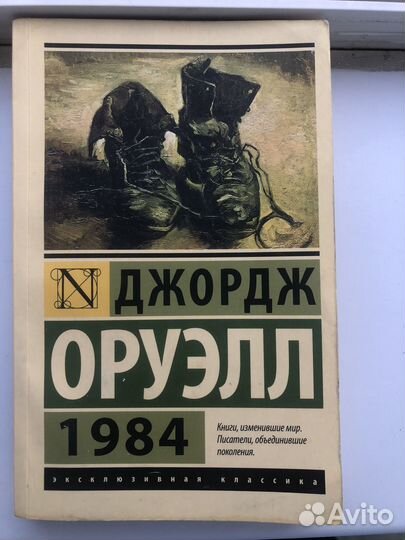 N
ДЖОРДЖ
ОРУЭЛЛ
1984
Книги, изменившие мир.
Писатели, объединившие
поколения.
эксклюзивная классика
Avito